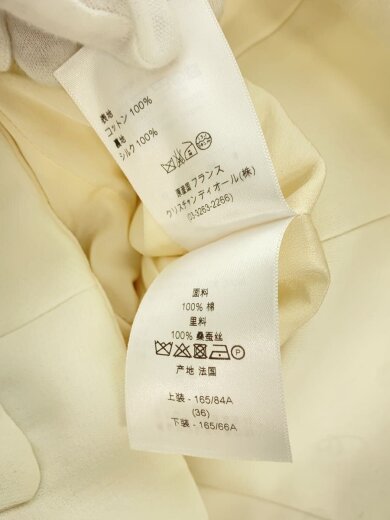 表地
コットン 100%
裏地
シルク 100%
原産国 フランス
クリスチャンディオール(株)
(03-3263-2266)
面料
100% 棉
里料
100% 桑蚕丝
P
产地 法国
上装 - 165/84A
(36)
下装 - 165/66A